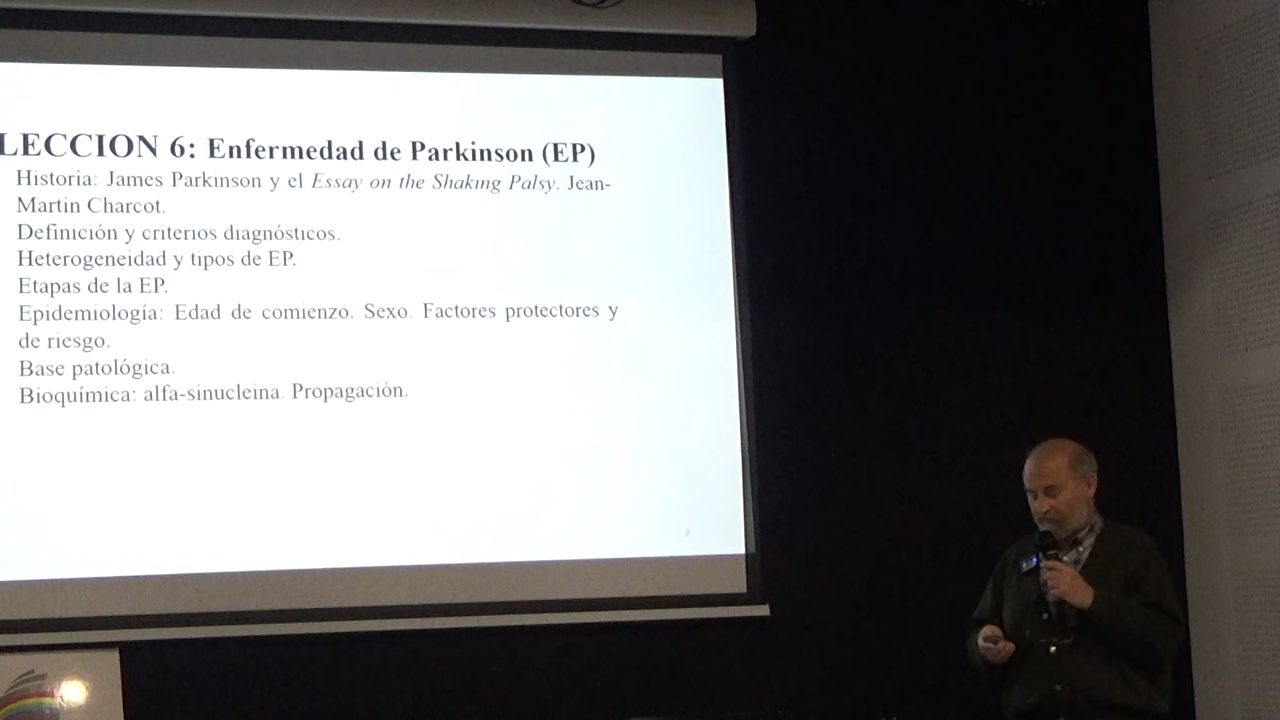 LECCION 6: Enfermedad de Parkinson (EP)
Historia: James Parkinson y el Essay on the Shaking Palsy. Jean-
Martin Charcot.
Definición y criterios diagnósticos.
Heterogeneidad y tipos de EP.
Etapas de la EP.
Epidemiología: Edad de comienzo. Sexo. Factores protectores y
de riesgo.
Base patológica.
Bioquímica: alfa-sinucleina. Propagación.
2